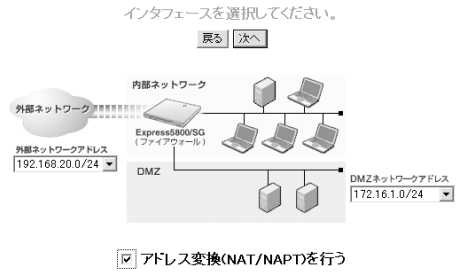 インタフェースを選択してください。
戻る 次へ
内部ネットワーク
外部ネットワーク
Express5800/SG
(ファイアウォール)
外部ネットワークアドレス
192.168.20.0/24
DMZ
DMZネットワークアドレス
172.16.1.0/24
アドレス変換(NAT/NAPT)を行う